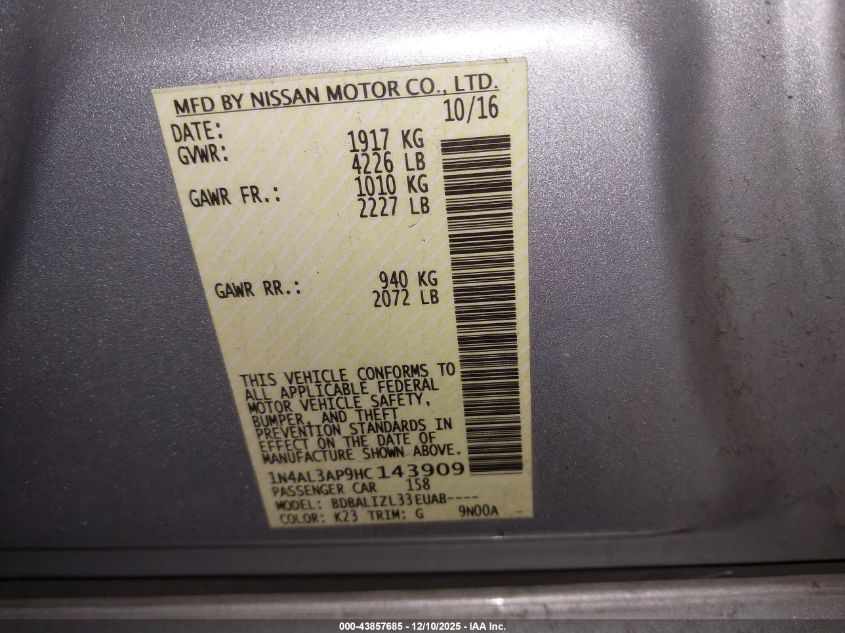 MFD BY NISSAN MOTOR CO., LTD.
DATE: 10/16
GVWR: 1917 KG
4226 LB
GAWR FR.: 1010 KG
2227 LB
GAWR RR.: 940 KG
2072 LB
THIS VEHICLE CONFORMS TO
ALL APPLICABLE FEDERAL
MOTOR VEHICLE SAFETY,
BUMPER, AND THEFT
PREVENTION STANDARDS IN
EFFECT ON THE DATE OF
MANUFACTURE SHOWN ABOVE.
1N4AL3AP9HC143909
PASSENGER CAR 158
MODEL: BDBALIZL33EUAB----
COLOR: K23 TRIM: G 9N00A -
000-43857685 - 12/10/2025 - IAA Inc.